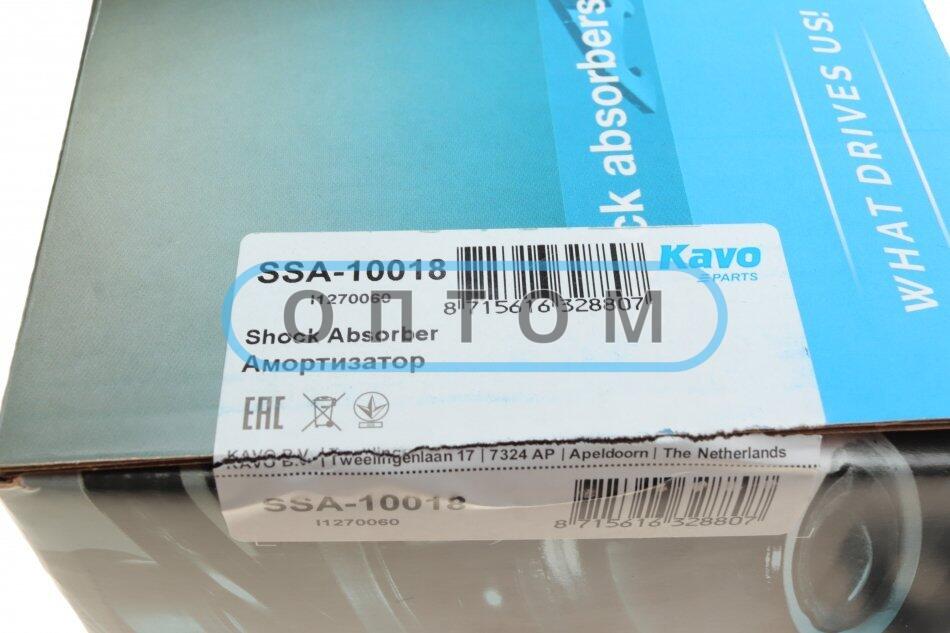 ck absorbers
WHAT DRIVES US!
SSA-10018
I1270060
8 715616 328807
Kavo
PARTS
ОПТОМ
Shock Absorber
Амортизатор
EAC
KAVO B.V. | Tweelingenlaan 17 | 7324 AP | Apeldoorn | The Netherlands
SSA-10018
I1270060
8 715616 328807